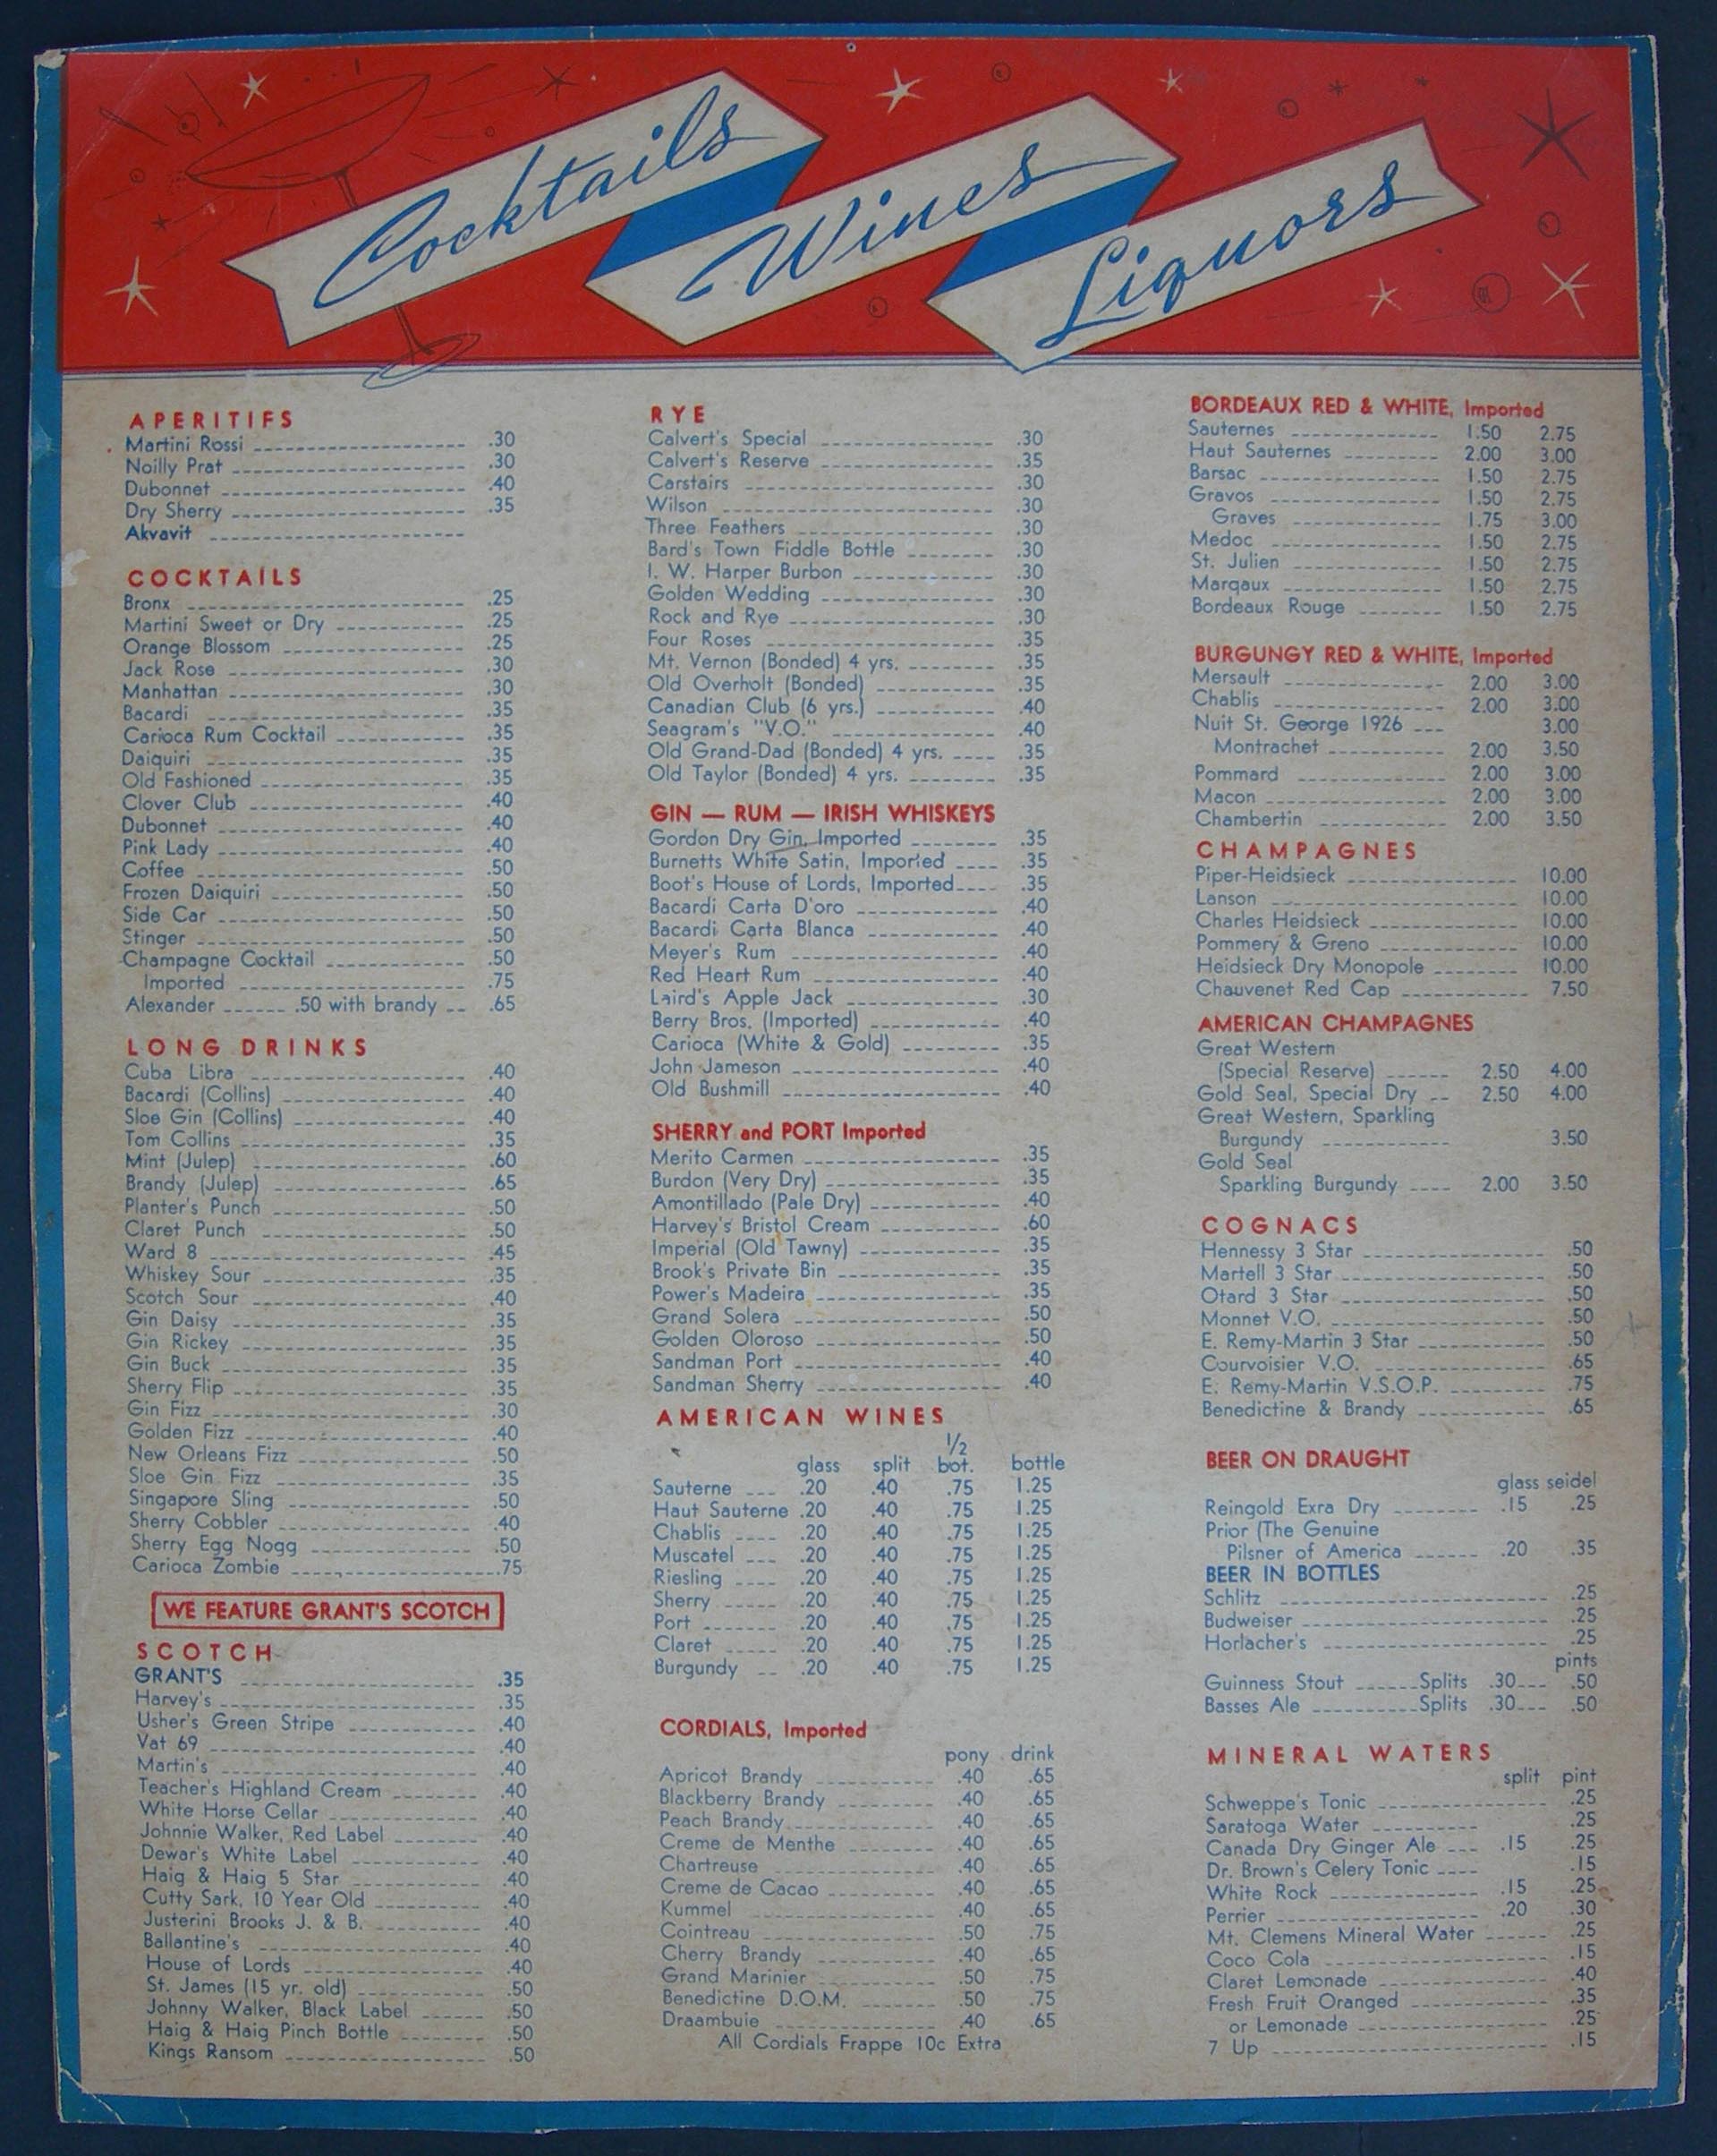 Cocktails
Wines
Liquors
APERITIFS
Martini Rossi .30
Noilly Prat .30
Dubonnet .40
Dry Sherry .35
Akvavit
COCKTAILS
Bronx .25
Martini Sweet or Dry .25
Orange Blossom .25
Jack Rose .30
Manhattan .30
Bacardi .35
Carioca Rum Cocktail .35
Daiquiri .35
Old Fashioned .35
Clover Club .40
Dubonnet .40
Pink Lady .40
Coffee .50
Frozen Daiquiri .50
Side Car .50
Stinger .50
Champagne Cocktail .50
Imported .75
Alexander .50 with brandy .65
LONG DRINKS
Cuba Libra .40
Bacardi (Collins) .40
Sloe Gin (Collins) .40
Tom Collins .35
Mint (Julep) .60
Brandy (Julep) .65
Planter's Punch .50
Claret Punch .50
Ward 8 .45
Whiskey Sour .35
Scotch Sour .40
Gin Daisy .35
Gin Rickey .35
Gin Buck .35
Sherry Flip .35
Gin Fizz .30
Golden Fizz .40
New Orleans Fizz .50
Sloe Gin Fizz .35
Singapore Sling .50
Sherry Cobbler .40
Sherry Egg Nogg .50
Carioca Zombie .75
WE FEATURE GRANT'S SCOTCH
SCOTCH
GRANT'S .35
Harvey's .35
Usher's Green Stripe .40
Vat 69 .40
Martin's .40
Teacher's Highland Cream .40
White Horse Cellar .40
Johnnie Walker, Red Label .40
Dewar's White Label .40
Haig & Haig 5 Star .40
Cutty Sark, 10 Year Old .40
Justerini Brooks J. & B. .40
Ballantine's .40
House of Lords .40
St. James (15 yr. old) .50
Johnny Walker, Black Label .50
Haig & Haig Pinch Bottle .50
Kings Ransom .50
RYE
Calvert's Special .30
Calvert's Reserve .35
Carstairs .30
Wilson .30
Three Feathers .30
Bard's Town Fiddle Bottle .30
I. W. Harper Burbon .30
Golden Wedding .30
Rock and Rye .30
Four Roses .35
Mt. Vernon (Bonded) 4 yrs. .35
Old Overholt (Bonded) .35
Canadian Club (6 yrs.) .40
Seagram's "V.O." .40
Old Grand-Dad (Bonded) 4 yrs. .35
Old Taylor (Bonded) 4 yrs. .35
GIN — RUM — IRISH WHISKEYS
Gordon Dry Gin, Imported .35
Burnetts White Satin, Imported .35
Boot's House of Lords, Imported .35
Bacardi Carta D'oro .40
Bacardi Carta Blanca .40
Meyer's Rum .40
Red Heart Rum .40
Laird's Apple Jack .30
Berry Bros. (Imported) .40
Carioca (White & Gold) .35
John Jameson .40
Old Bushmill .40
SHERRY and PORT Imported
Merito Carmen .35
Burdon (Very Dry) .35
Amontillado (Pale Dry) .40
Harvey's Bristol Cream .60
Imperial (Old Tawny) .35
Brook's Private Bin .35
Power's Madeira .35
Grand Solera .50
Golden Oloroso .50
Sandman Port .40
Sandman Sherry .40
AMERICAN WINES
glass split 1/2 bot. bottle
Sauterne .20 .40 .75 1.25
Haut Sauterne .20 .40 .75 1.25
Chablis .20 .40 .75 1.25
Muscatel .20 .40 .75 1.25
Riesling .20 .40 .75 1.25
Sherry .20 .40 .75 1.25
Port .20 .40 .75 1.25
Claret .20 .40 .75 1.25
Burgundy .20 .40 .75 1.25
CORDIALS, Imported
pony drink
Apricot Brandy .40 .65
Blackberry Brandy .40 .65
Peach Brandy .40 .65
Creme de Menthe .40 .65
Chartreuse .40 .65
Creme de Cacao .40 .65
Kummel .40 .65
Cointreau .50 .75
Cherry Brandy .40 .65
Grand Marinier .50 .75
Benedictine D.O.M. .50 .75
Draambuie .40 .65
All Cordials Frappe 10c Extra
BORDEAUX RED & WHITE, Imported
Sauternes 1.50 2.75
Haut Sauternes 2.00 3.00
Barsac 1.50 2.75
Gravos 1.50 2.75
Graves 1.75 3.00
Medoc 1.50 2.75
St. Julien 1.50 2.75
Margaux 1.50 2.75
Bordeaux Rouge 1.50 2.75
BURGUNGY RED & WHITE, Imported
Mersault 2.00 3.00
Chablis 2.00 3.00
Nuit St. George 1926 3.00
Montrachet 2.00 3.50
Pommard 2.00 3.00
Macon 2.00 3.00
Chambertin 2.00 3.50
CHAMPAGNES
Piper-Heidsieck 10.00
Lanson 10.00
Charles Heidsieck 10.00
Pommery & Greno 10.00
Heidsieck Dry Monopole 10.00
Chauvenet Red Cap 7.50
AMERICAN CHAMPAGNES
Great Western
(Special Reserve) 2.50 4.00
Gold Seal, Special Dry 2.50 4.00
Great Western, Sparkling
Burgundy 3.50
Gold Seal
Sparkling Burgundy 2.00 3.50
COGNACS
Hennessy 3 Star .50
Martell 3 Star .50
Otard 3 Star .50
Monnet V.O. .50
E. Remy-Martin 3 Star .50
Courvoisier V.O. .65
E. Remy-Martin V.S.O.P. .75
Benedictine & Brandy .65
BEER ON DRAUGHT
glass seidel
Reingold Exra Dry .15 .25
Prior (The Genuine
Pilsner of America .20 .35
BEER IN BOTTLES
Schlitz .25
Budweiser .25
Horlacher's .25
pints
Guinness Stout Splits .30 .50
Basses Ale Splits .30 .50
MINERAL WATERS
split pint
Schweppe's Tonic .25
Saratoga Water .25
Canada Dry Ginger Ale .15 .25
Dr. Brown's Celery Tonic .15
White Rock .15 .25
Perrier .20 .30
Mt. Clemens Mineral Water .25
Coco Cola .15
Claret Lemonade .40
Fresh Fruit Oranged .35
or Lemonade .25
7 Up .15